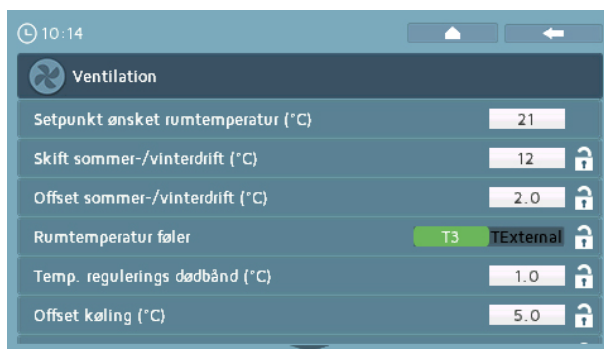 10:14
Ventilation
Setpunkt ønsket rumtemperatur (°C) 21
Skift sommer-/vinterdrift (°C) 12
Offset sommer-/vinterdrift (°C) 2.0
Rumtemperatur føler T3 TExternal
Temp. regulerings dødbånd (°C) 1.0
Offset køling (°C) 5.0